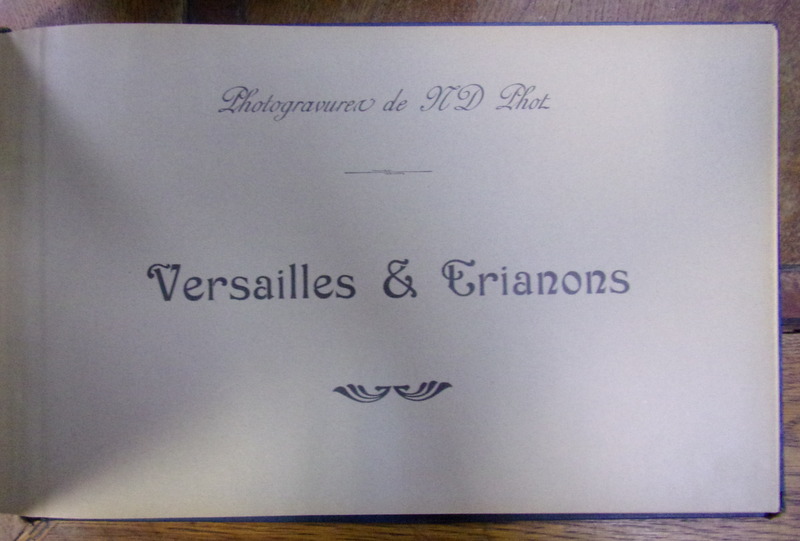 Photogravures de ND Phot
Versailles & Trianons